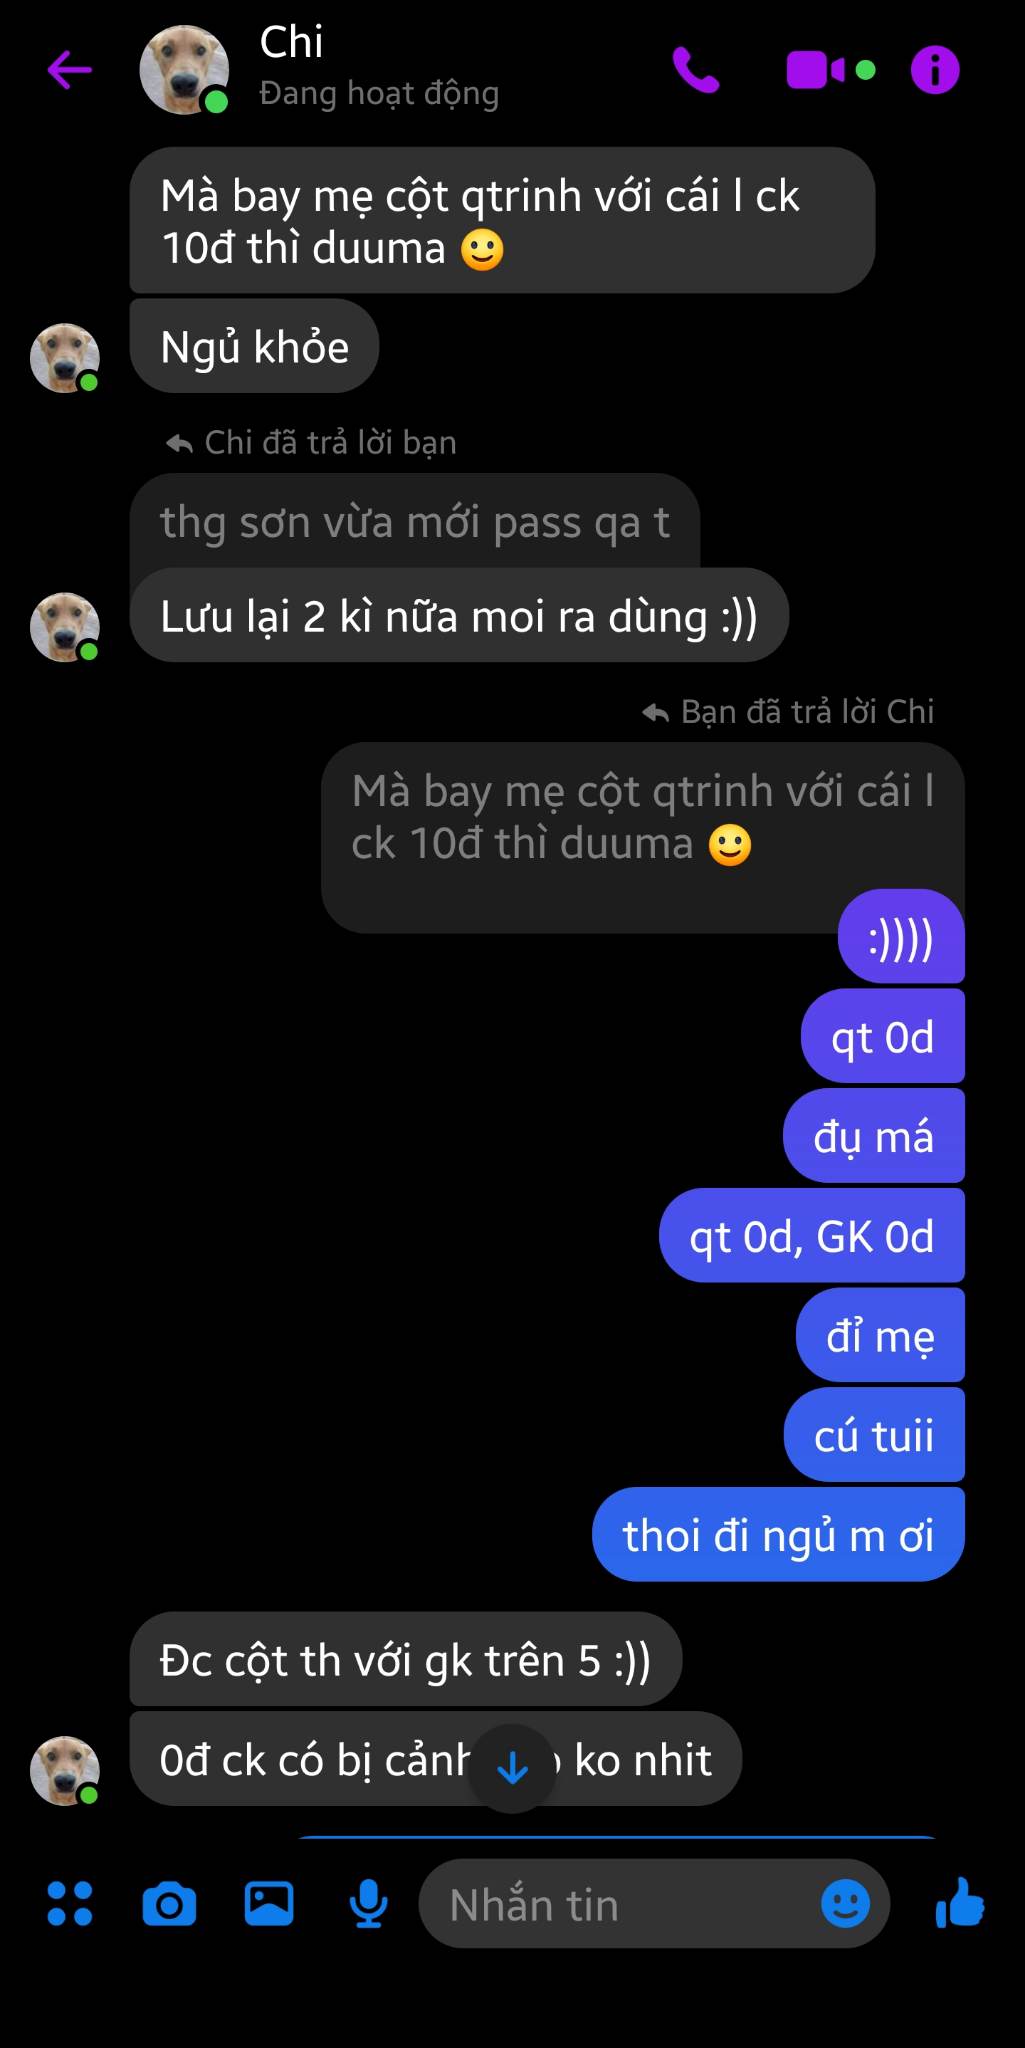 Chi
Đang hoạt động
Mà bay mẹ cột qtrinh với cái l ck
10đ thì duuma 🙂
Ngủ khỏe
Chi đã trả lời bạn
thg sơn vừa mới pass qa t
Lưu lại 2 kì nữa moi ra dùng :))
Bạn đã trả lời Chi
Mà bay mẹ cột qtrinh với cái l
ck 10đ thì duuma 🙂
:))))
qt 0d
đụ má
qt 0d, GK 0d
đỉ mẹ
cú tuii
thoi đi ngủ m ơi
Đc cột th với gk trên 5 :))
0đ ck có bị ko nhit
Nhắn tin